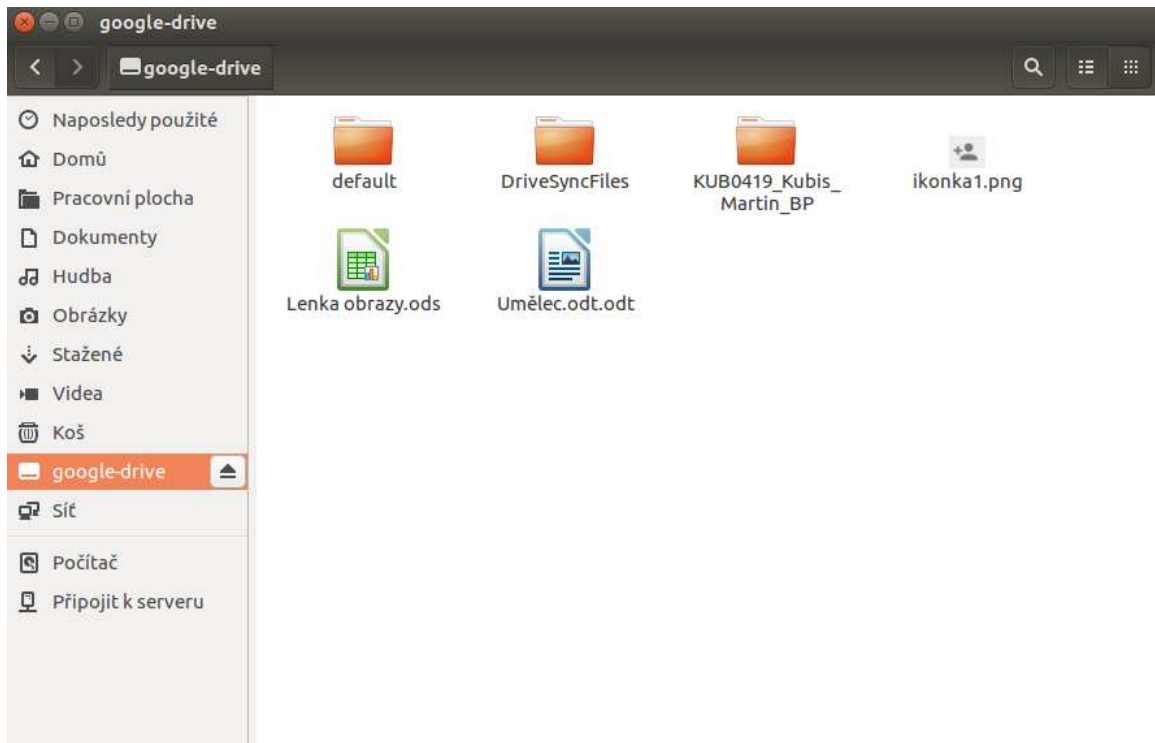 google-drive
google-drive
Naposledy použité
Domů
Pracovní plocha
Dokumenty
Hudba
Obrázky
Stažené
Videa
Koš
google-drive
Síť
Počítač
Připojit k serveru
default
DriveSyncFiles
KUB0419_Kubis_
Martin_BP
ikonka1.png
Lenka obrazy.ods
Umělec.odt.odt